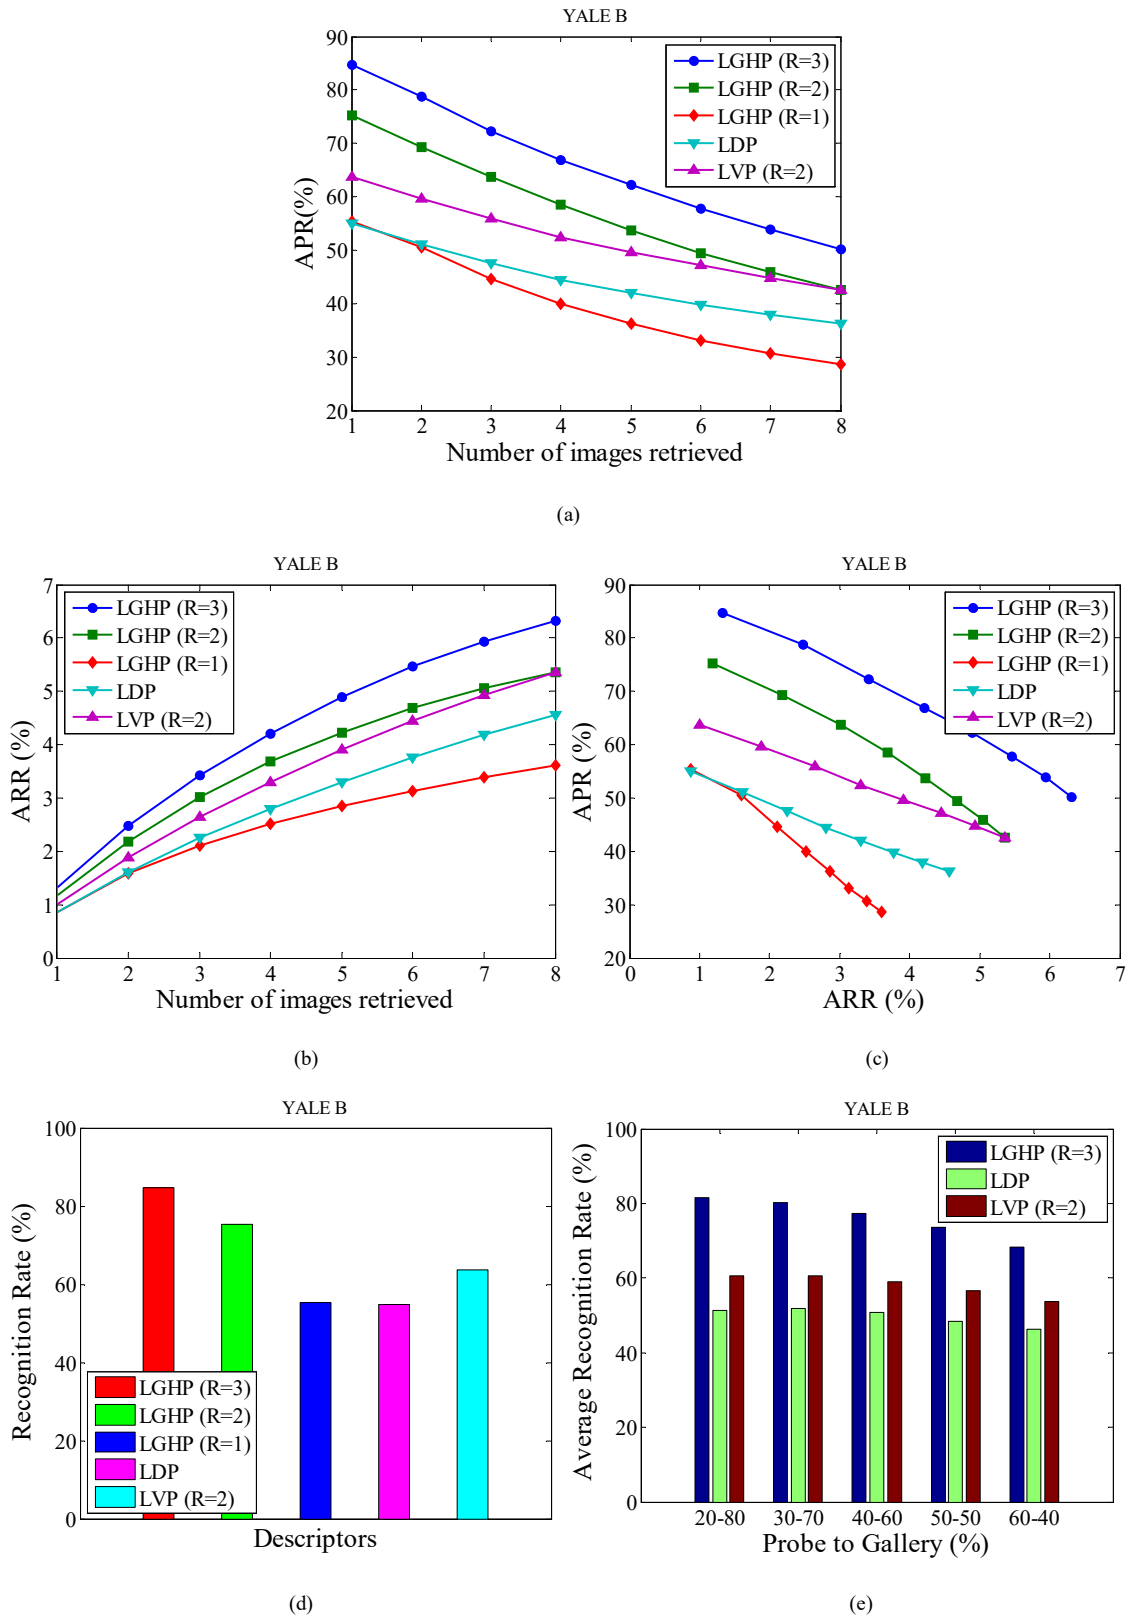 YALE B
90
80
70
60
50
40
30
20
APR(%)
LGHP (R=3)
LGHP (R=2)
LGHP (R=1)
LDP
LVP (R=2)
1 2 3 4 5 6 7 8
Number of images retrieved
(a)
YALE B
7
6
5
4
3
2
1
0
ARR (%)
LGHP (R=3)
LGHP (R=2)
LGHP (R=1)
LDP
LVP (R=2)
1 2 3 4 5 6 7 8
Number of images retrieved
(b)
YALE B
90
80
70
60
50
40
30
20
APR (%)
LGHP (R=3)
LGHP (R=2)
LGHP (R=1)
LDP
LVP (R=2)
0 1 2 3 4 5 6 7
ARR (%)
(c)
YALE B
100
80
60
40
20
0
Recognition Rate (%)
LGHP (R=3)
LGHP (R=2)
LGHP (R=1)
LDP
LVP (R=2)
Descriptors
(d)
YALE B
100
80
60
40
20
0
Average Recognition Rate (%)
LGHP (R=3)
LDP
LVP (R=2)
20-80 30-70 40-60 50-50 60-40
Probe to Gallery (%)
(e)